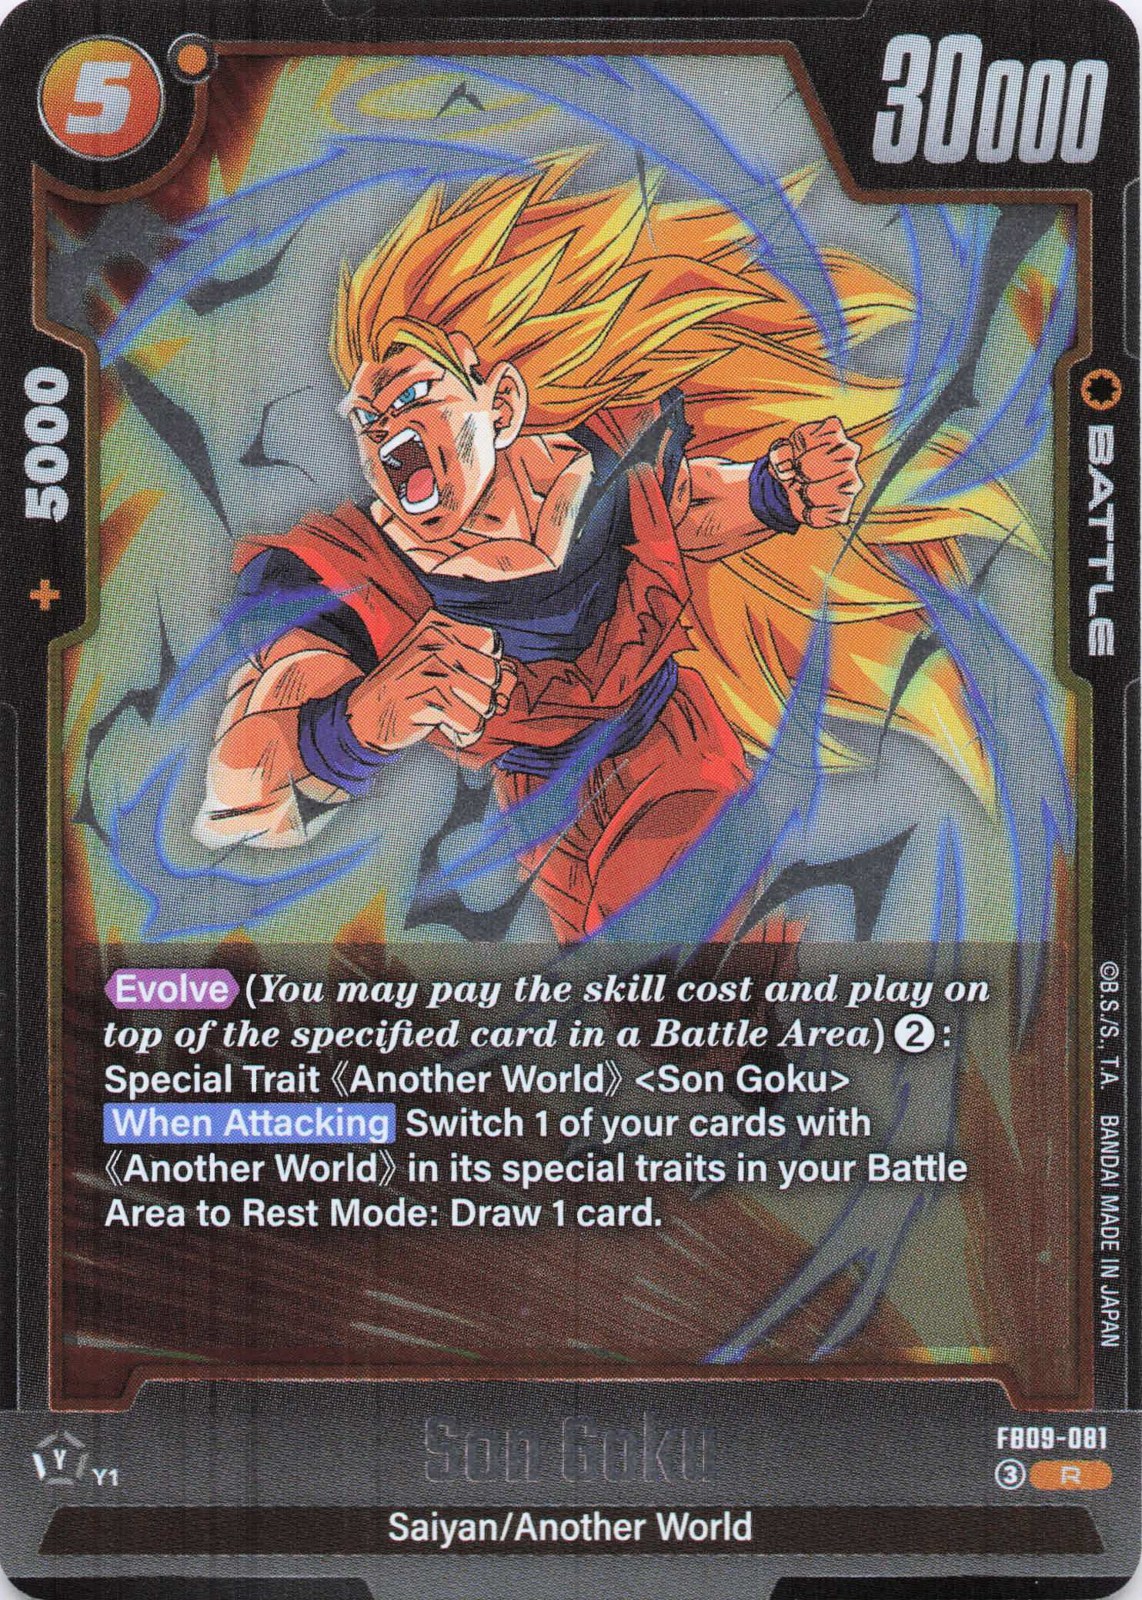 5
30000
+ 5000
BATTLE
Evolve (You may pay the skill cost and play on
top of the specified card in a Battle Area) 2 :
Special Trait 《Another World》 <Son Goku>
When Attacking Switch 1 of your cards with
《Another World》 in its special traits in your Battle
Area to Rest Mode: Draw 1 card.
©B.S./S., T.A. BANDAI MADE IN JAPAN
Y
Y1
Son Goku
FB09-081
3 R
Saiyan/Another World